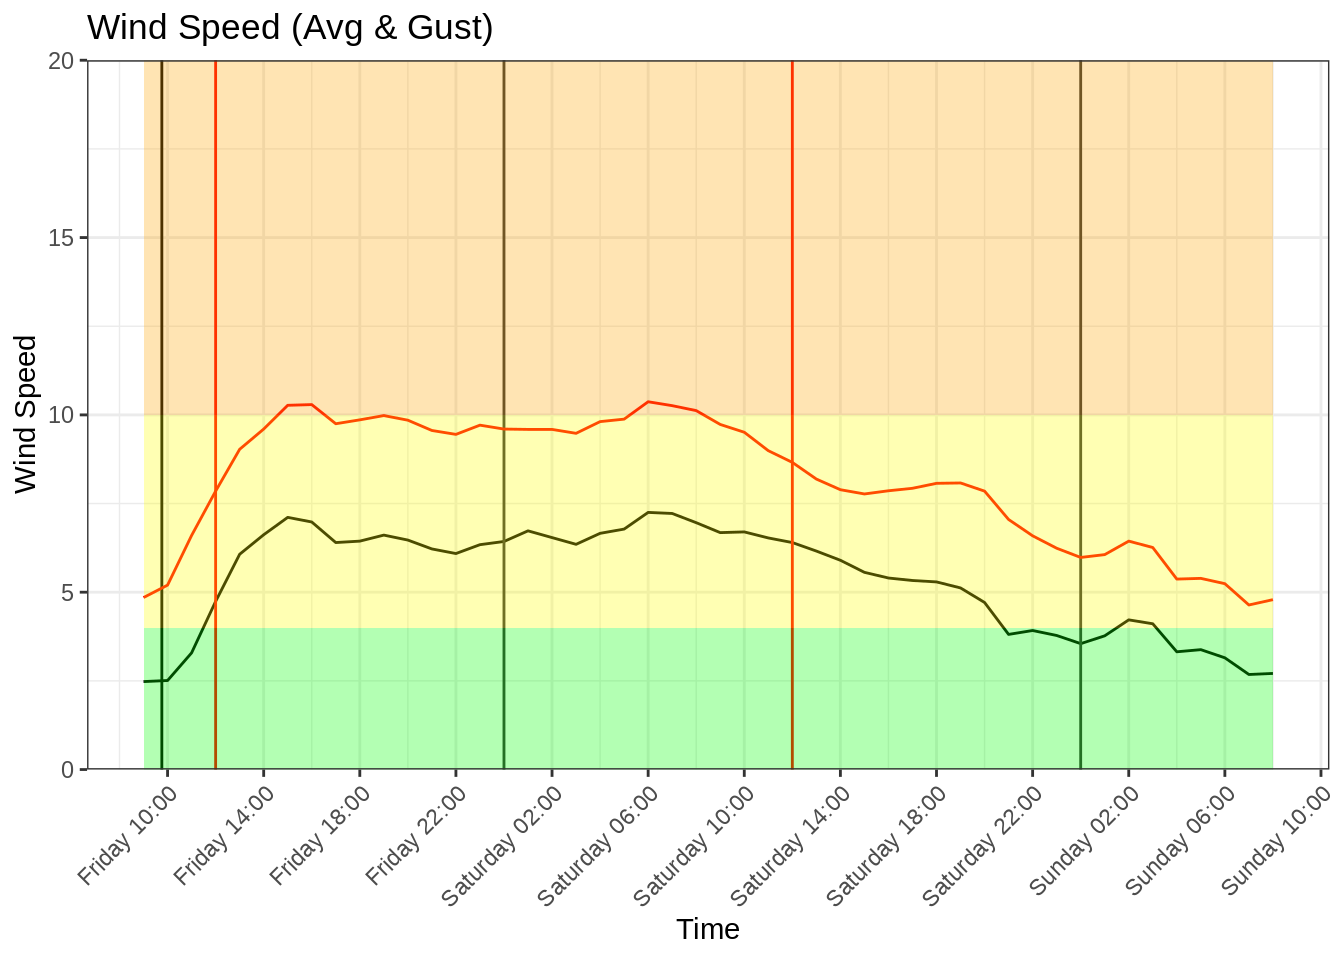 Wind Speed (Avg & Gust)
Wind Speed
20
15
10
5
0
Friday 10:00
Friday 14:00
Friday 18:00
Friday 22:00
Saturday 02:00
Saturday 06:00
Saturday 10:00
Saturday 14:00
Saturday 18:00
Saturday 22:00
Sunday 02:00
Sunday 06:00
Sunday 10:00
Time